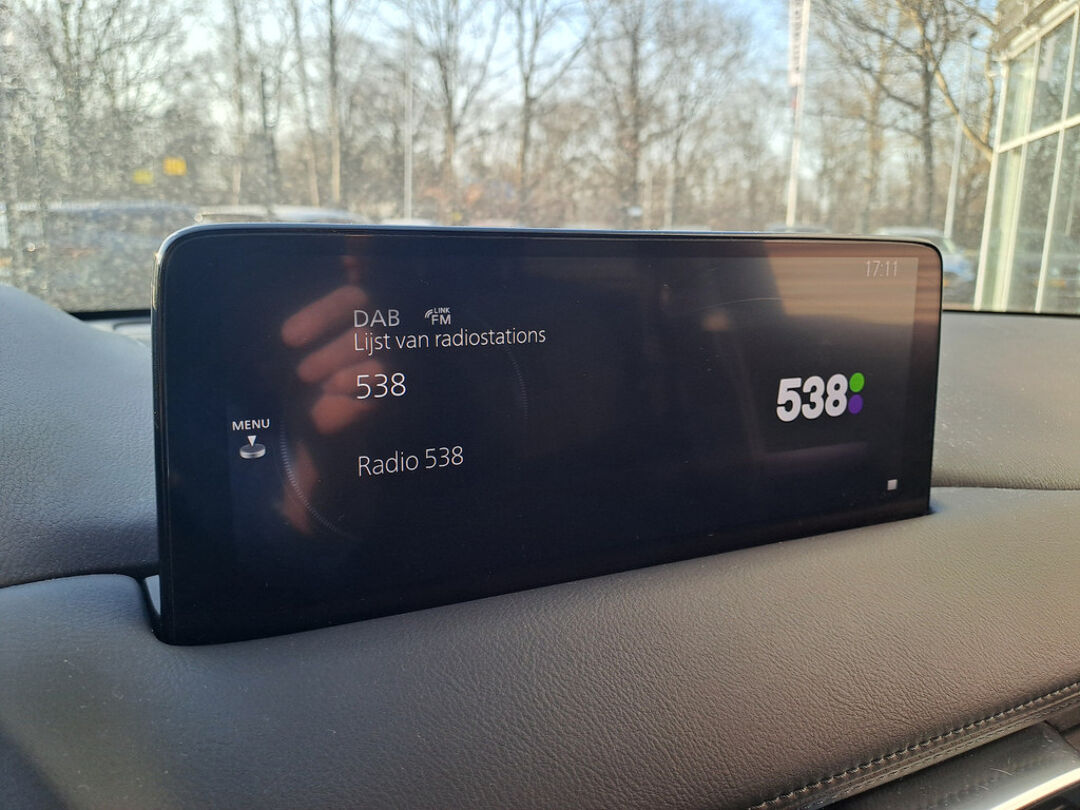 17:11
DAB LINK FM
Lijst van radiostations
538
538
MENU
Radio 538